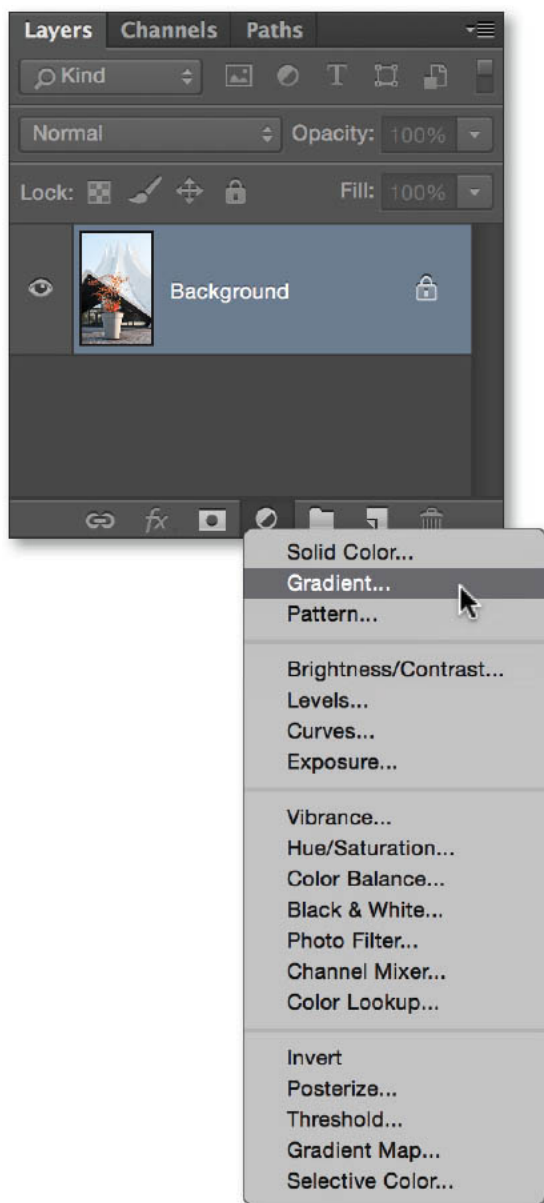 Layers Channels Paths
Kind
Normal Opacity: 100%
Lock: Fill: 100%
Background
fx
Solid Color...
Gradient...
Pattern...
Brightness/Contrast...
Levels...
Curves...
Exposure...
Vibrance...
Hue/Saturation...
Color Balance...
Black & White...
Photo Filter...
Channel Mixer...
Color Lookup...
Invert
Posterize...
Threshold...
Gradient Map...
Selective Color...